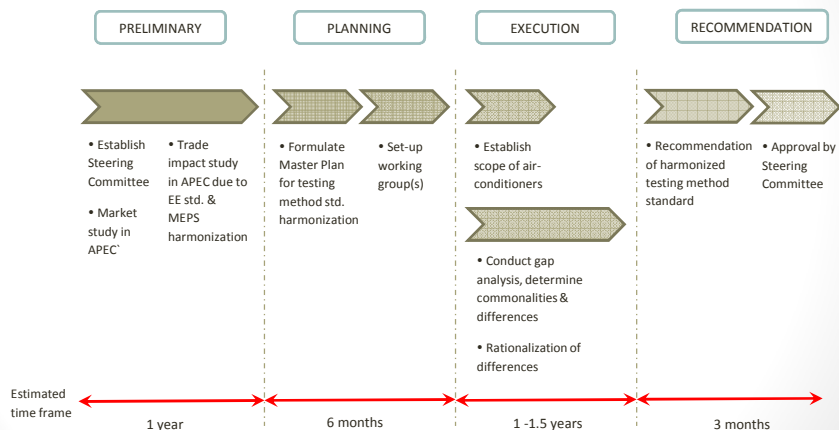 PRELIMINARY
PLANNING
EXECUTION
RECOMMENDATION
• Establish
Steering
Committee
• Market
study in
APEC`
• Trade
impact study
in APEC due to
EE std. &
MEPS
harmonization
• Formulate
Master Plan
for testing
method std.
harmonization
• Set-up
working
group(s)
• Establish
scope of air-
conditioners
• Conduct gap
analysis, determine
commonalities &
differences
• Rationalization of
differences
• Recommendation
of harmonized
testing method
standard
• Approval by
Steering
Committee
Estimated
time frame
1 year
6 months
1 -1.5 years
3 months